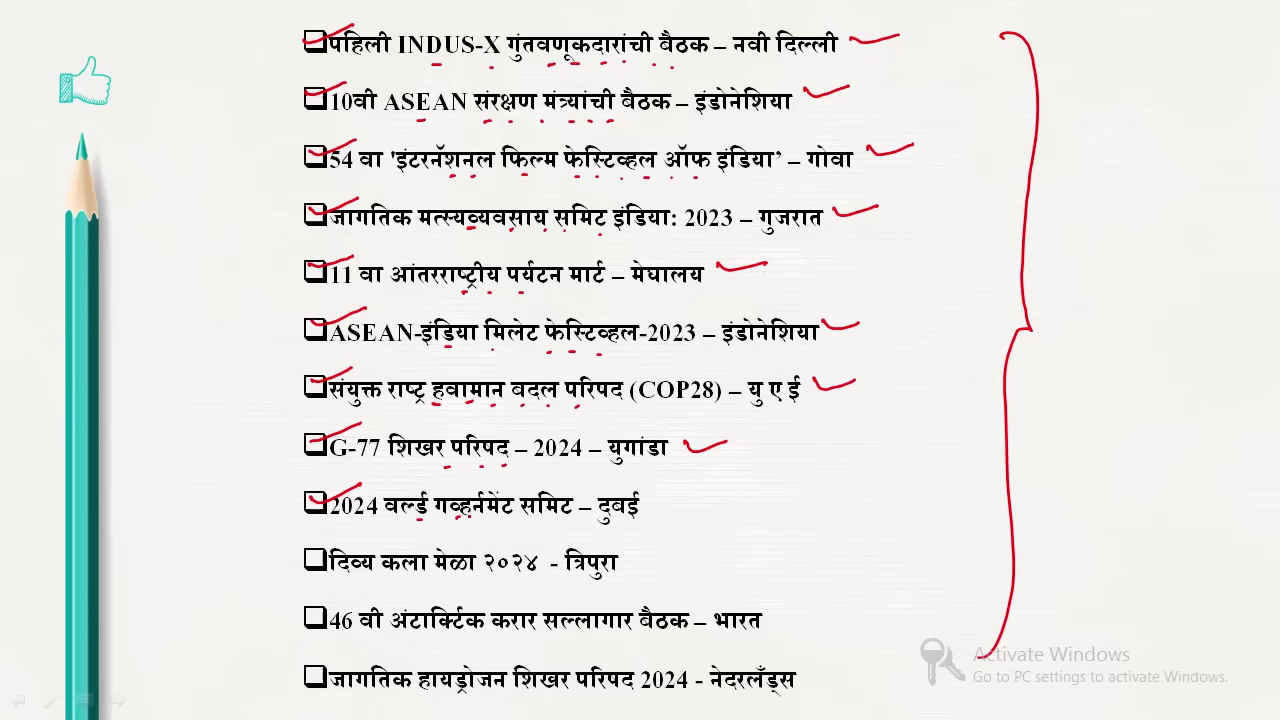 पहिली INDUS-X गुंतवणूकदारांची बैठक – नवी दिल्ली
10वी ASEAN संरक्षण मंत्र्यांची बैठक – इंडोनेशिया
54 वा 'इंटरनॅशनल फिल्म फेस्टिव्हल ऑफ इंडिया’ – गोवा
जागतिक मत्स्यव्यवसाय समिट इंडिया: 2023 – गुजरात
11 वा आंतरराष्ट्रीय पर्यटन मार्ट – मेघालय
ASEAN-इंडिया मिलेट फेस्टिव्हल-2023 – इंडोनेशिया
संयुक्त राष्ट्र हवामान बदल परिषद (COP28) – यु ए ई
G-77 शिखर परिषद – 2024 – युगांडा
2024 वर्ल्ड गव्हर्नमेंट समिट – दुबई
दिव्य कला मेळा २०२४ - त्रिपुरा
46 वी अंटार्क्टिक करार सल्लागार बैठक – भारत
जागतिक हायड्रोजन शिखर परिषद 2024 - नेदरलँड्स
Activate Windows
Go to PC settings to activate Windows.